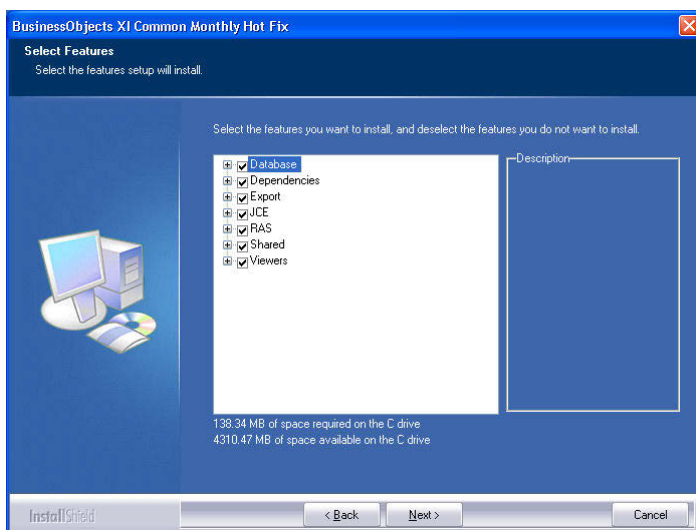 BusinessObjects XI Common Monthly Hot Fix
Select Features
Select the features setup will install.
Select the features you want to install, and deselect the features you do not want to install.
Database
Dependencies
Export
JCE
RAS
Shared
Viewers
Description
138.34 MB of space required on the C drive
4310.47 MB of space available on the C drive
InstallShield
< Back
Next >
Cancel